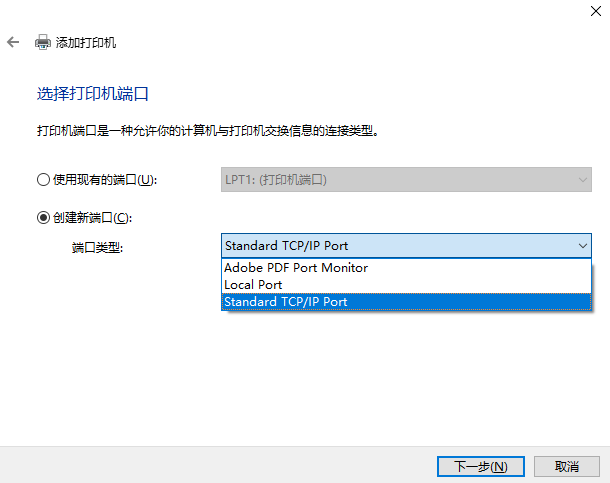 添加打印机
选择打印机端口
打印机端口是一种允许你的计算机与打印机交换信息的连接类型。
使用现有的端口(U):
LPT1: (打印机端口)
创建新端口(C):
端口类型:
Standard TCP/IP Port
Adobe PDF Port Monitor
Local Port
Standard TCP/IP Port
下一步(N)
取消